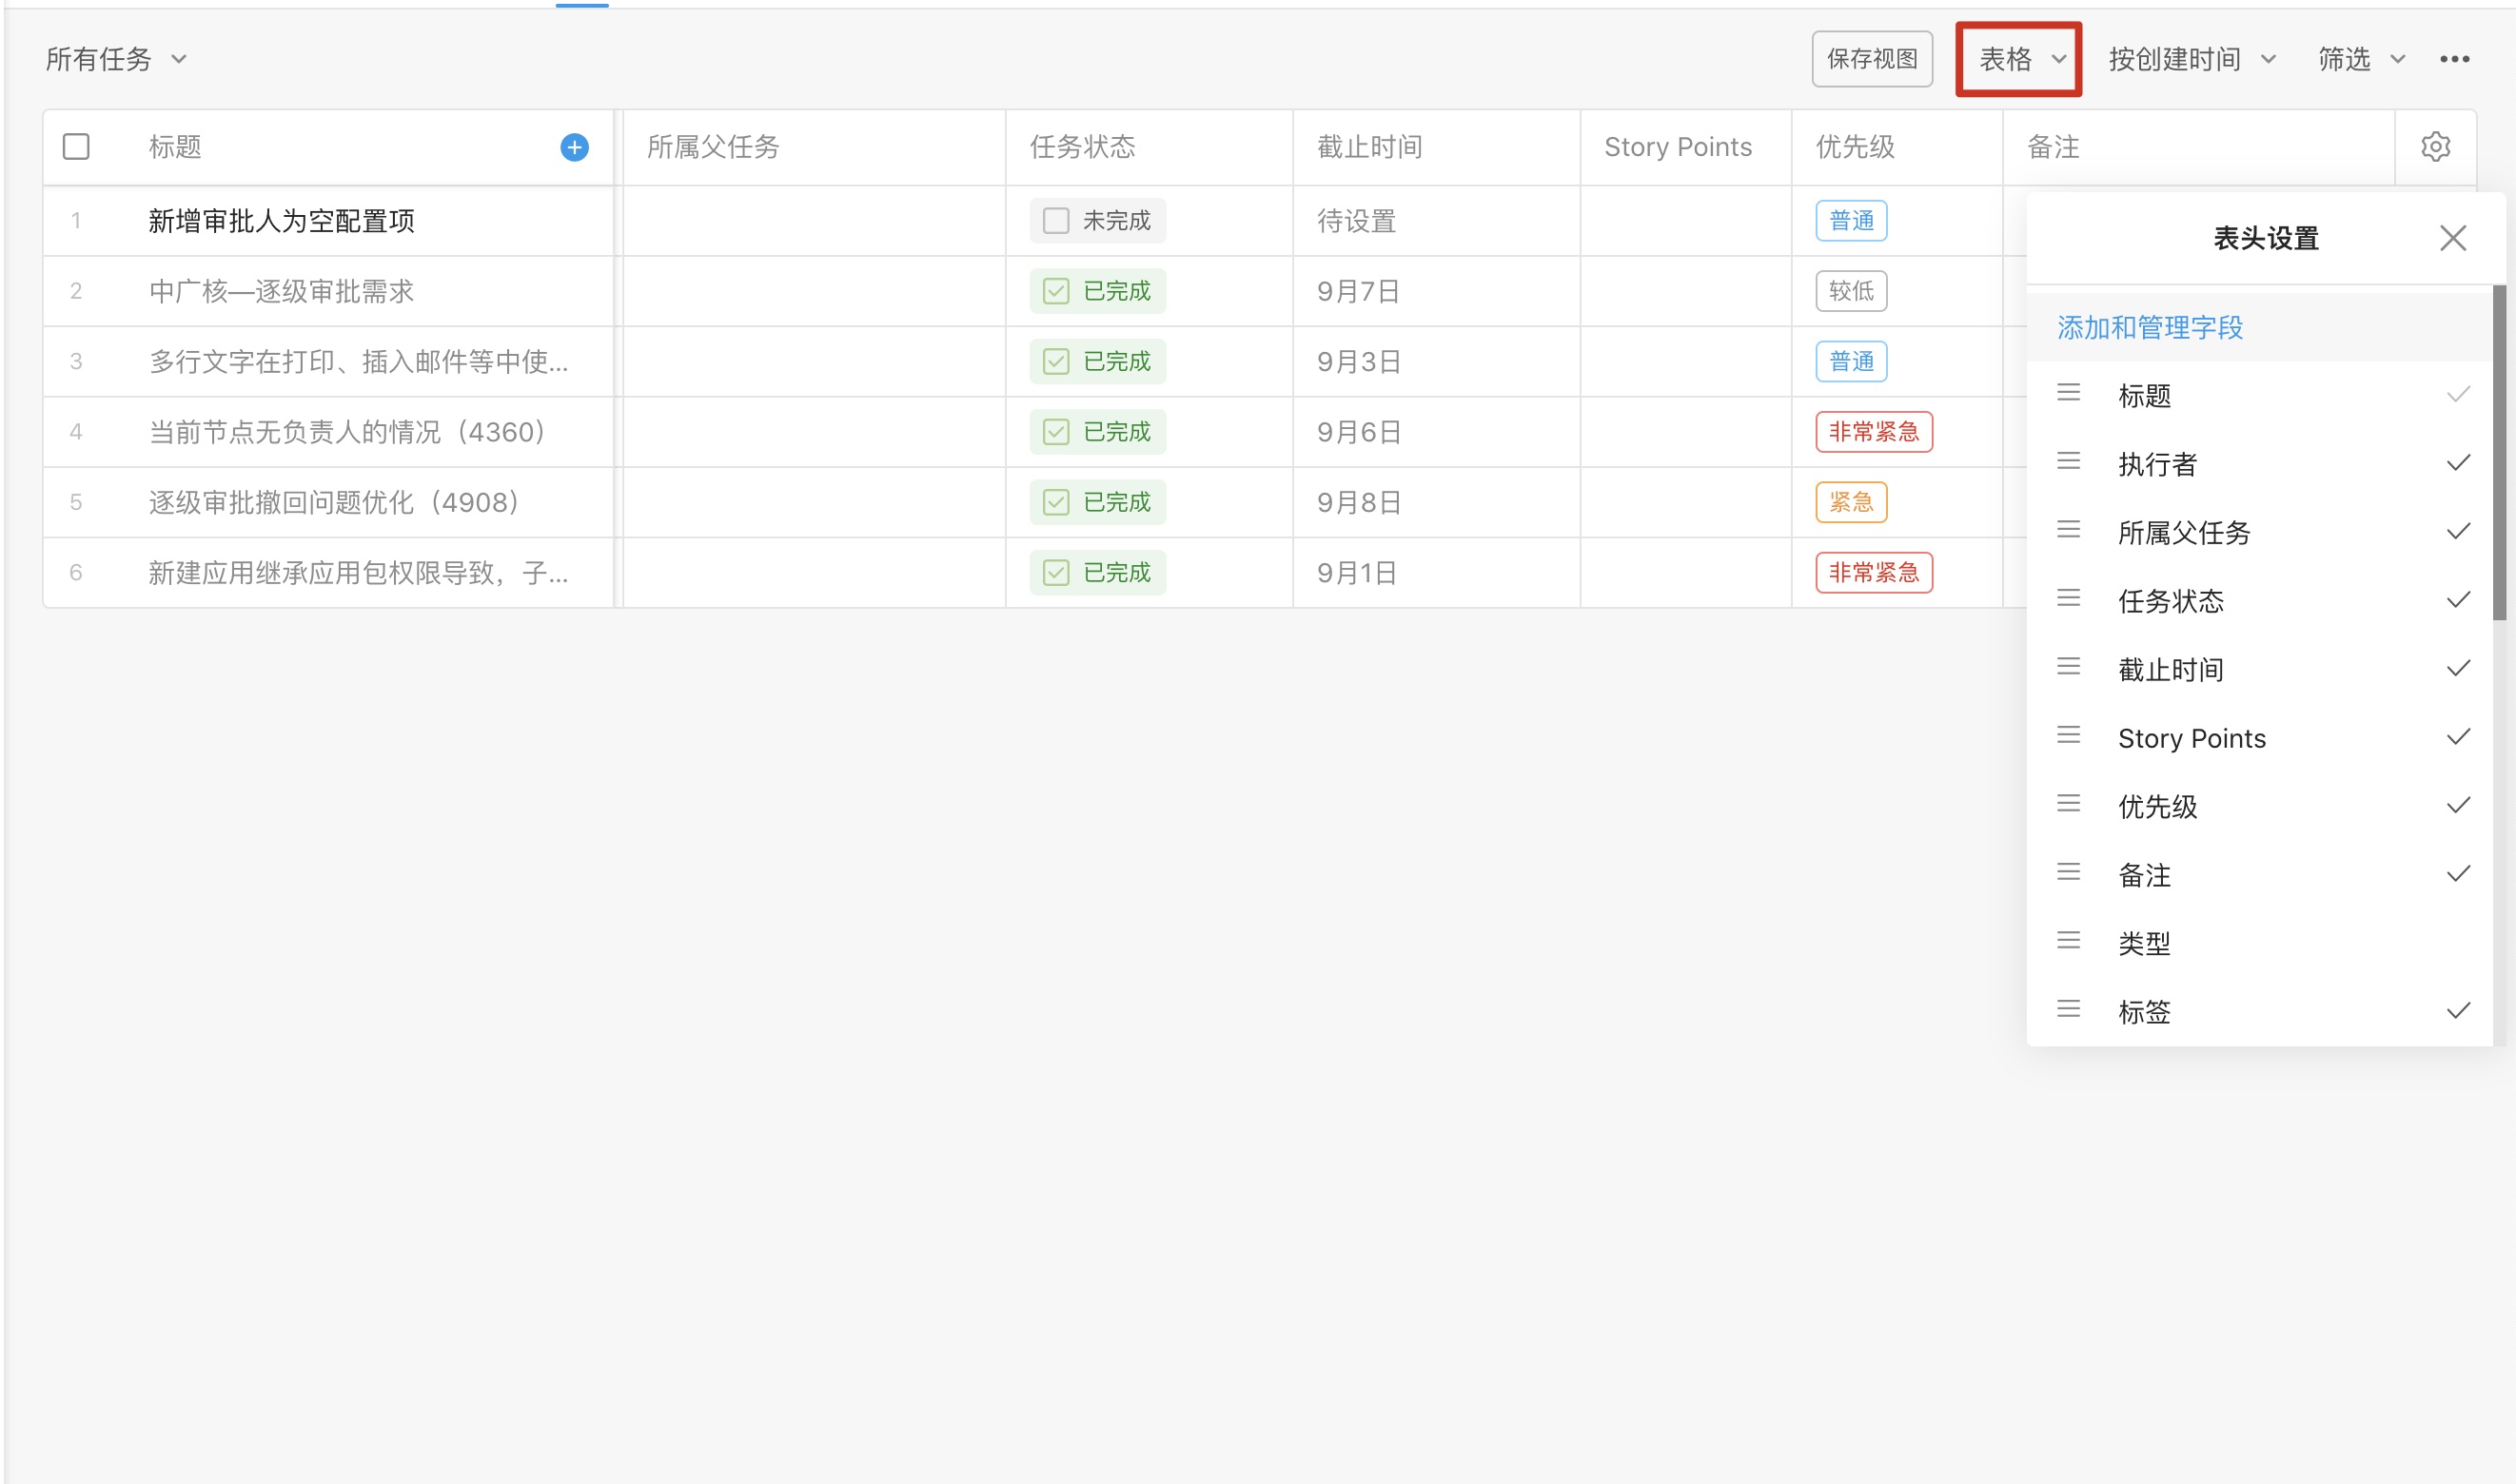 所有任务
保存视图 表格 按创建时间 筛选
标题 所属父任务 任务状态 截止时间 Story Points 优先级 备注
1 新增审批人为空配置项 未完成 待设置 普通
2 中广核—逐级审批需求 已完成 9月7日 较低
3 多行文字在打印、插入邮件等中使... 已完成 9月3日 普通
4 当前节点无负责人的情况（4360） 已完成 9月6日 非常紧急
5 逐级审批撤回问题优化（4908） 已完成 9月8日 紧急
6 新建应用继承应用包权限导致，子... 已完成 9月1日 非常紧急
表头设置
添加和管理字段
标题
执行者
所属父任务
任务状态
截止时间
Story Points
优先级
备注
类型
标签